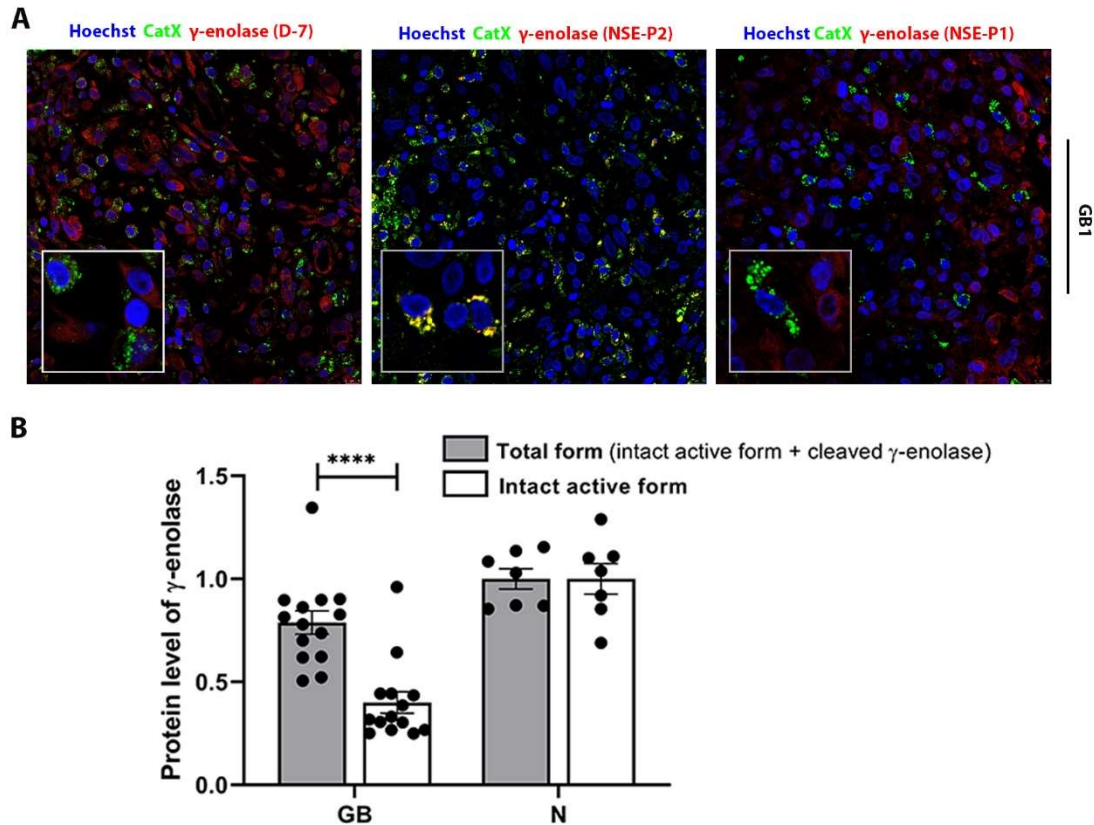 A
Hoechst CatX γ-enolase (D-7)
Hoechst CatX γ-enolase (NSE-P2)
Hoechst CatX γ-enolase (NSE-P1)
GB1
B
Total form (intact active form + cleaved γ-enolase)
Intact active form
****
Protein level of γ-enolase
1.5
1.0
0.5
0.0
GB
N